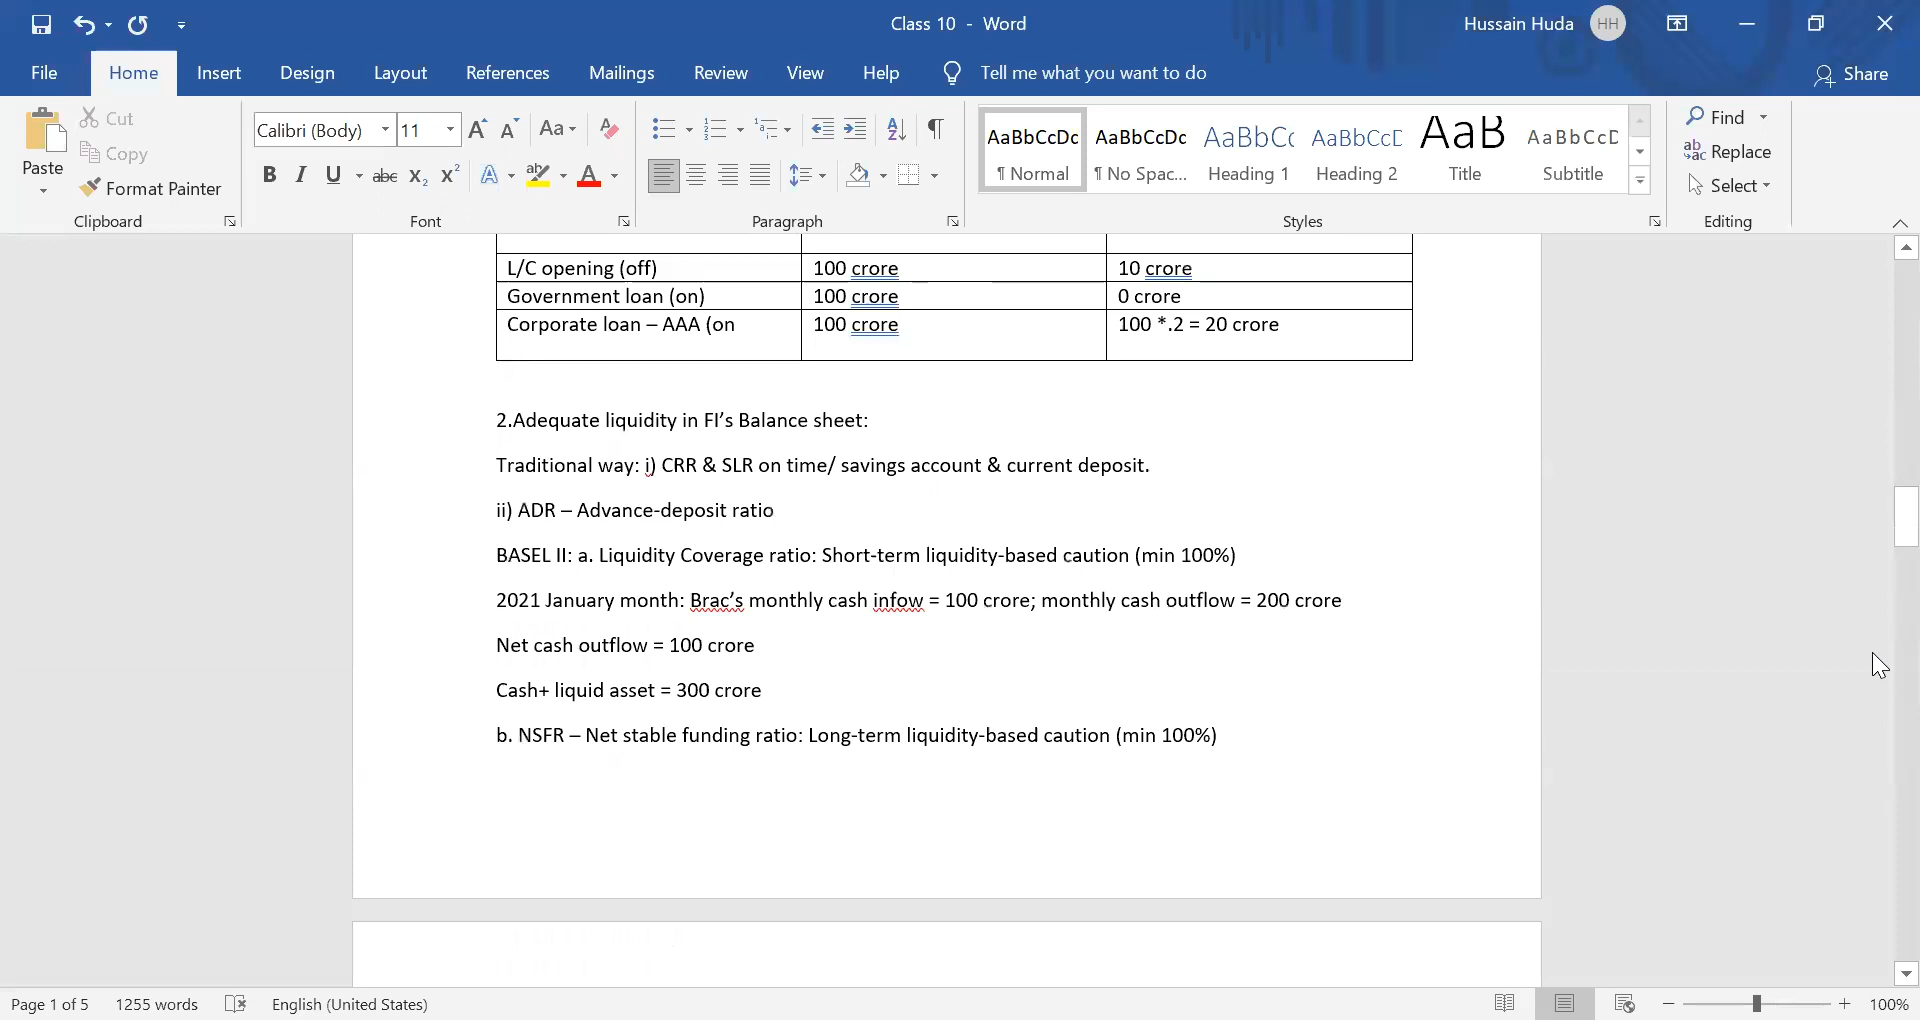 Class 10 - Word
Hussain Huda HH
File Home Insert Design Layout References Mailings Review View Help Tell me what you want to do Share
Paste
Cut
Copy
Format Painter
Clipboard
Calibri (Body) 11
Font
Paragraph
AaBbCcDc AaBbCcDc AaBbCc AaBbCcD AaB AaBbCcD
¶ Normal ¶ No Spac... Heading 1 Heading 2 Title Subtitle
Styles
Find
Replace
Select
Editing
L/C opening (off) 100 crore 10 crore
Government loan (on) 100 crore 0 crore
Corporate loan – AAA (on 100 crore 100 *.2 = 20 crore
2.Adequate liquidity in FI’s Balance sheet:
Traditional way: i) CRR & SLR on time/ savings account & current deposit.
ii) ADR – Advance-deposit ratio
BASEL II: a. Liquidity Coverage ratio: Short-term liquidity-based caution (min 100%)
2021 January month: Brac’s monthly cash infow = 100 crore; monthly cash outflow = 200 crore
Net cash outflow = 100 crore
Cash+ liquid asset = 300 crore
b. NSFR – Net stable funding ratio: Long-term liquidity-based caution (min 100%)
Page 1 of 5 1255 words English (United States) 100%